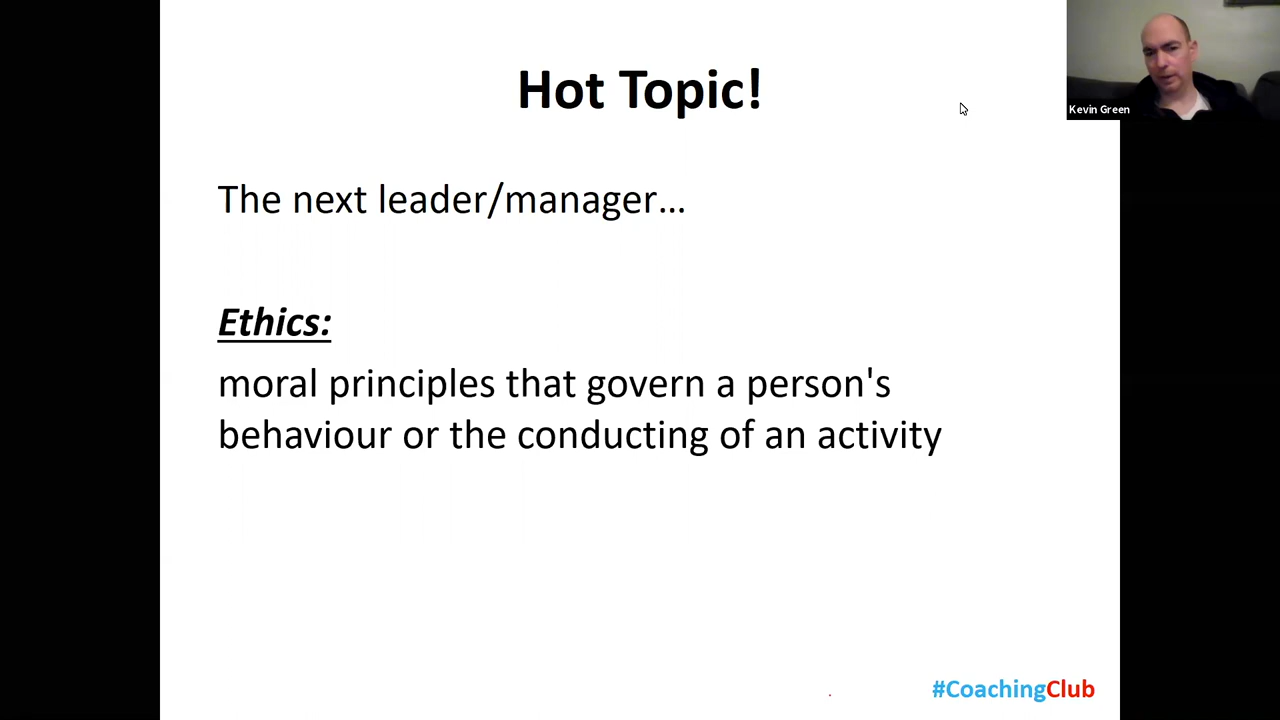 Hot Topic!
Kevin Green
The next leader/manager…
Ethics:
moral principles that govern a person's
behaviour or the conducting of an activity
#CoachingClub